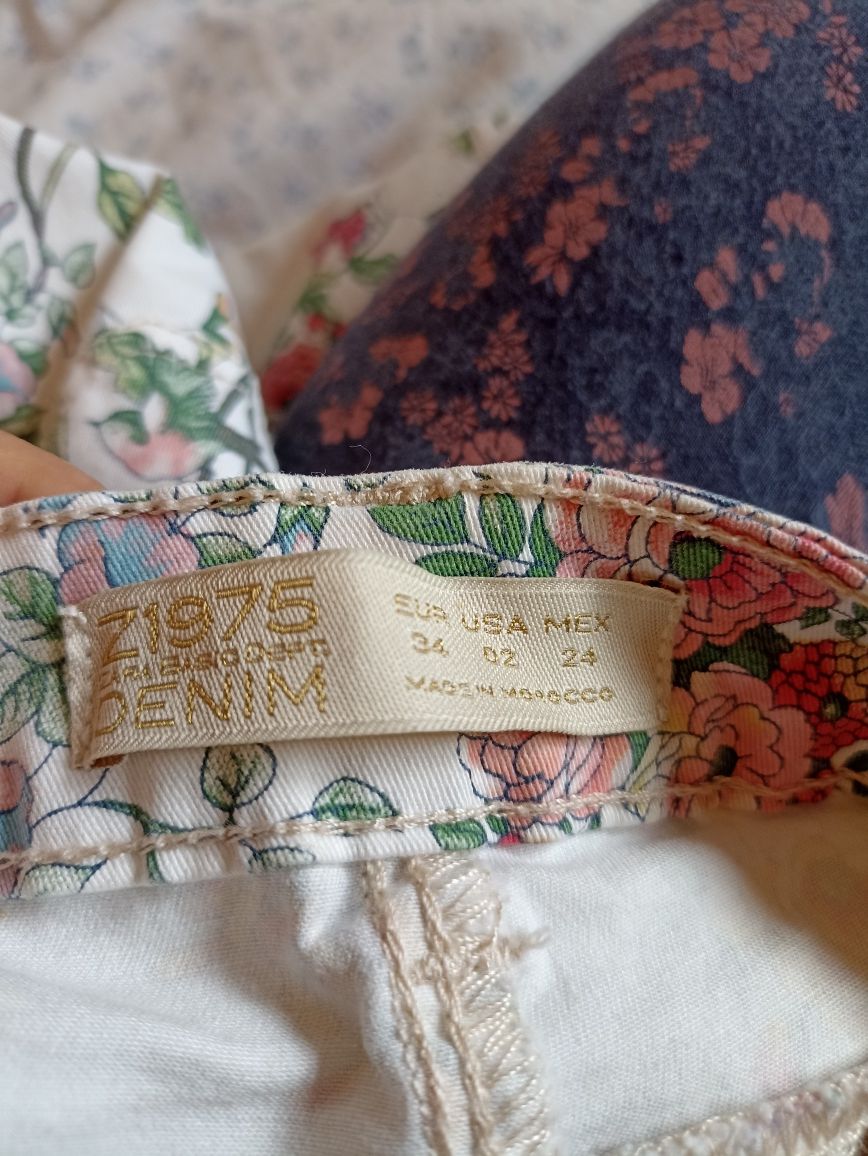 Z1975
DENIM
EUR USA MEX
34 02 24
MADE IN MOROCCO